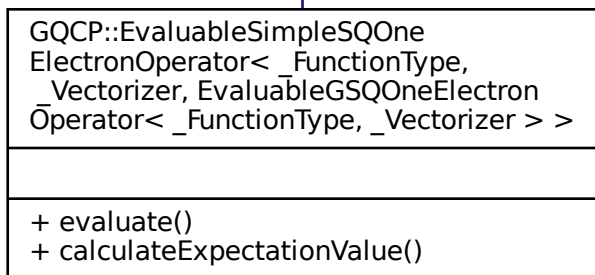 GQCP::EvaluableSimpleSQOne
ElectronOperator< _FunctionType,
_Vectorizer, EvaluableGSQOneElectron
Operator< _FunctionType, _Vectorizer > >
+ evaluate()
+ calculateExpectationValue()